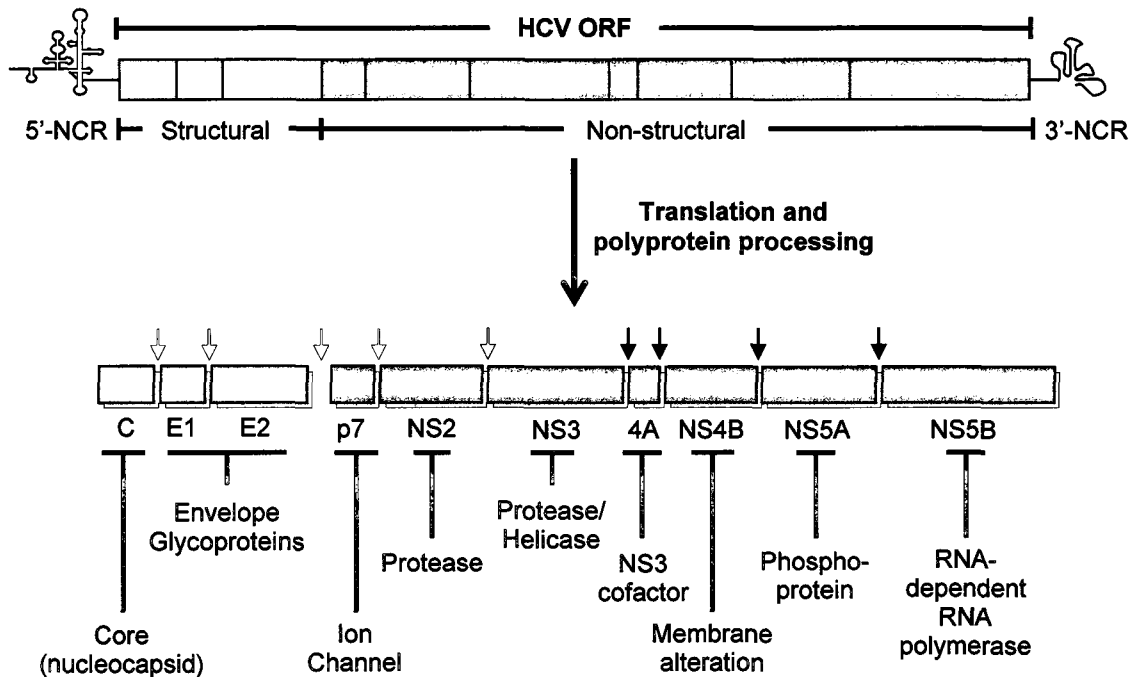 HCV ORF
5'-NCR
Structural
Non-structural
3'-NCR
Translation and
polyprotein processing
C
E1
E2
p7
NS2
NS3
4A
NS4B
NS5A
NS5B
Envelope
Glycoproteins
Protease
Protease/
Helicase
NS3
cofactor
Phospho-
protein
RNA-
dependent
RNA
polymerase
Core
(nucleocapsid)
Ion
Channel
Membrane
alteration